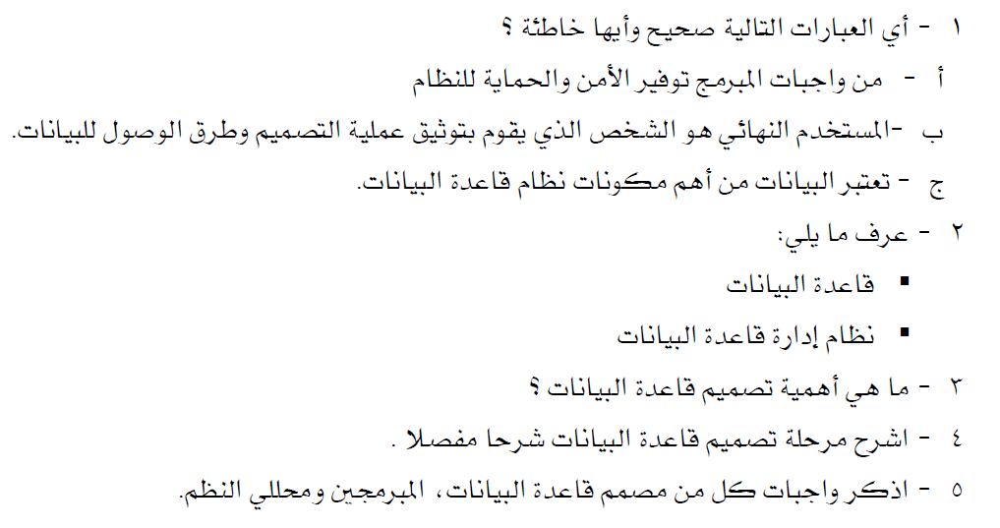 ١ - أي العبارات التالية صحيح وأيها خاطئة ؟
أ - من واجبات المبرمج توفير الأمن والحماية للنظام
ب -المستخدم النهائي هو الشخص الذي يقوم بتوثيق عملية التصميم وطرق الوصول للبيانات.
ج - تعتبر البيانات من أهم مكونات نظام قاعدة البيانات.
٢ - عرف ما يلي:
▪ قاعدة البيانات
▪ نظام إدارة قاعدة البيانات
٣ - ما هي أهمية تصميم قاعدة البيانات ؟
٤ - اشرح مرحلة تصميم قاعدة البيانات شرحا مفصلا .
٥ - اذكر واجبات كل من مصمم قاعدة البيانات، المبرمجين ومحللي النظم.